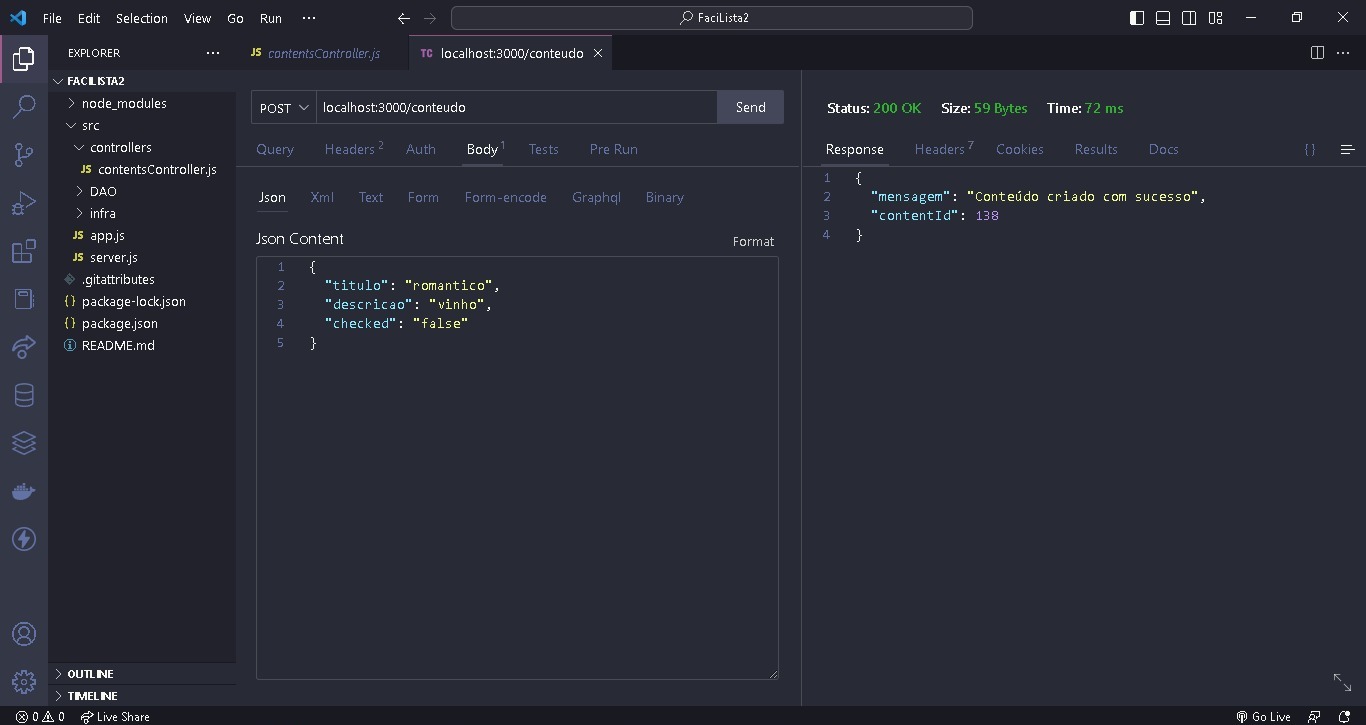 File Edit Selection View Go Run ··· FaciLista2
EXPLORER ··· JS contentsController.js TC localhost:3000/conteudo
FACILISTA2
node_modules
src
controllers
JS contentsController.js
DAO
infra
JS app.js
JS server.js
.gitattributes
{} package-lock.json
{} package.json
README.md
OUTLINE
TIMELINE
POST localhost:3000/conteudo Send
Query Headers 2 Auth Body 1 Tests Pre Run
Json Xml Text Form Form-encode Graphql Binary
Json Content Format
1 {
2 "titulo": "romantico",
3 "descricao": "vinho",
4 "checked": "false"
5 }
Status: 200 OK Size: 59 Bytes Time: 72 ms
Response Headers 7 Cookies Results Docs {}
1 {
2 "mensagem": "Conteúdo criado com sucesso",
3 "contentId": 138
4 }
0 0 Live Share Go Live